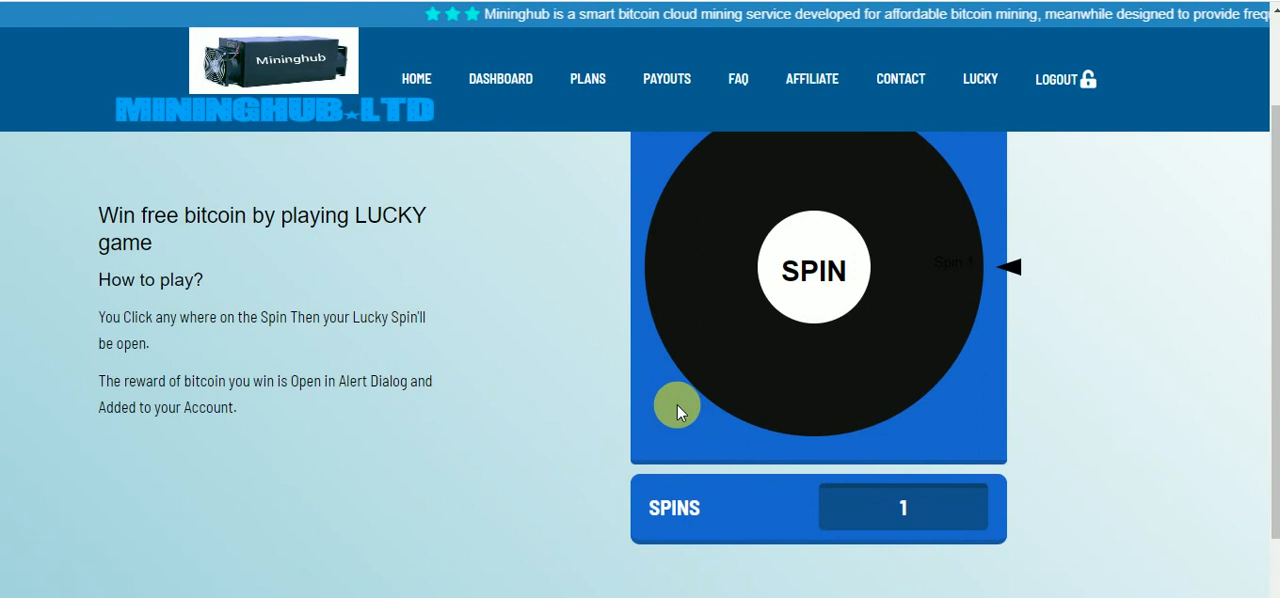 ★★★ Mininghub is a smart bitcoin cloud mining service developed for affordable bitcoin mining, meanwhile designed to provide
Mininghub
MININGHUB★LTD
HOME DASHBOARD PLANS PAYOUTS FAQ AFFILIATE CONTACT LUCKY LOGOUT
Win free bitcoin by playing LUCKY
game
How to play?
You Click any where on the Spin Then your Lucky Spin'll
be open.
The reward of bitcoin you win is Open in Alert Dialog and
Added to your Account.
SPIN
Spin
SPINS 1